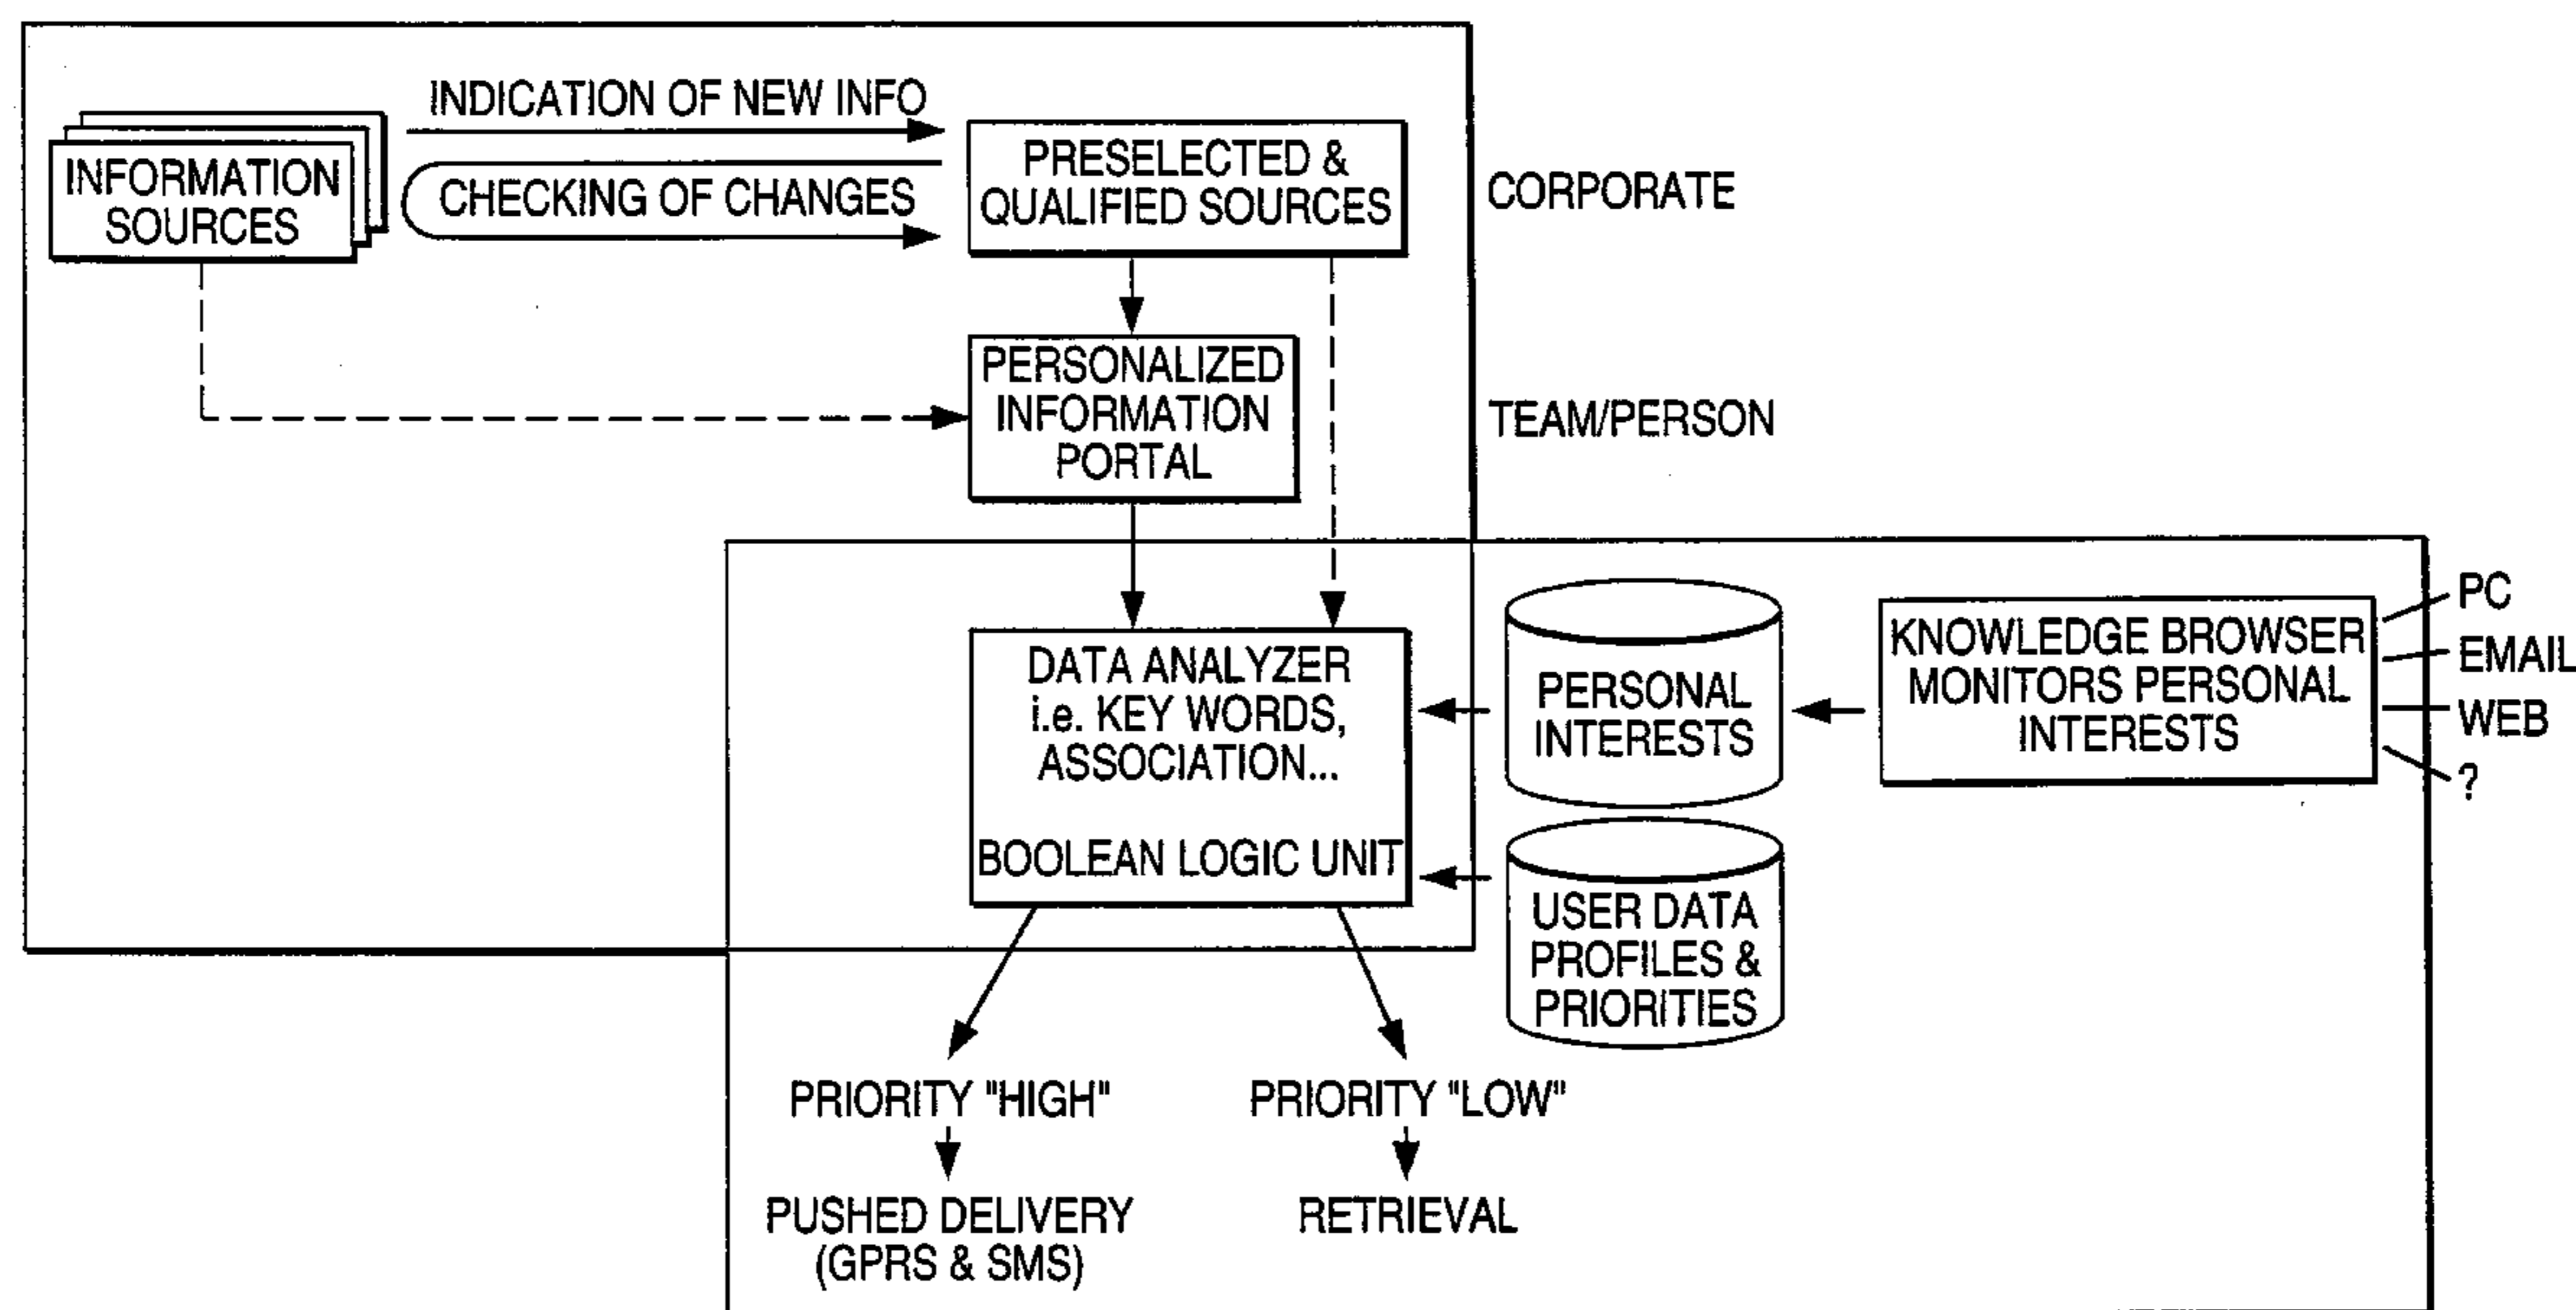 INDICATION OF NEW INFO
INFORMATION
SOURCES
CHECKING OF CHANGES
PRESELECTED &
QUALIFIED SOURCES
CORPORATE
PERSONALIZED
INFORMATION
PORTAL
TEAM/PERSON
DATA ANALYZER
i.e. KEY WORDS,
ASSOCIATION...
BOOLEAN LOGIC UNIT
PERSONAL
INTERESTS
KNOWLEDGE BROWSER
MONITORS PERSONAL
INTERESTS
PC
EMAIL
WEB
?
USER DATA
PROFILES &
PRIORITIES
PRIORITY "HIGH"
PRIORITY "LOW"
PUSHED DELIVERY
(GPRS & SMS)
RETRIEVAL